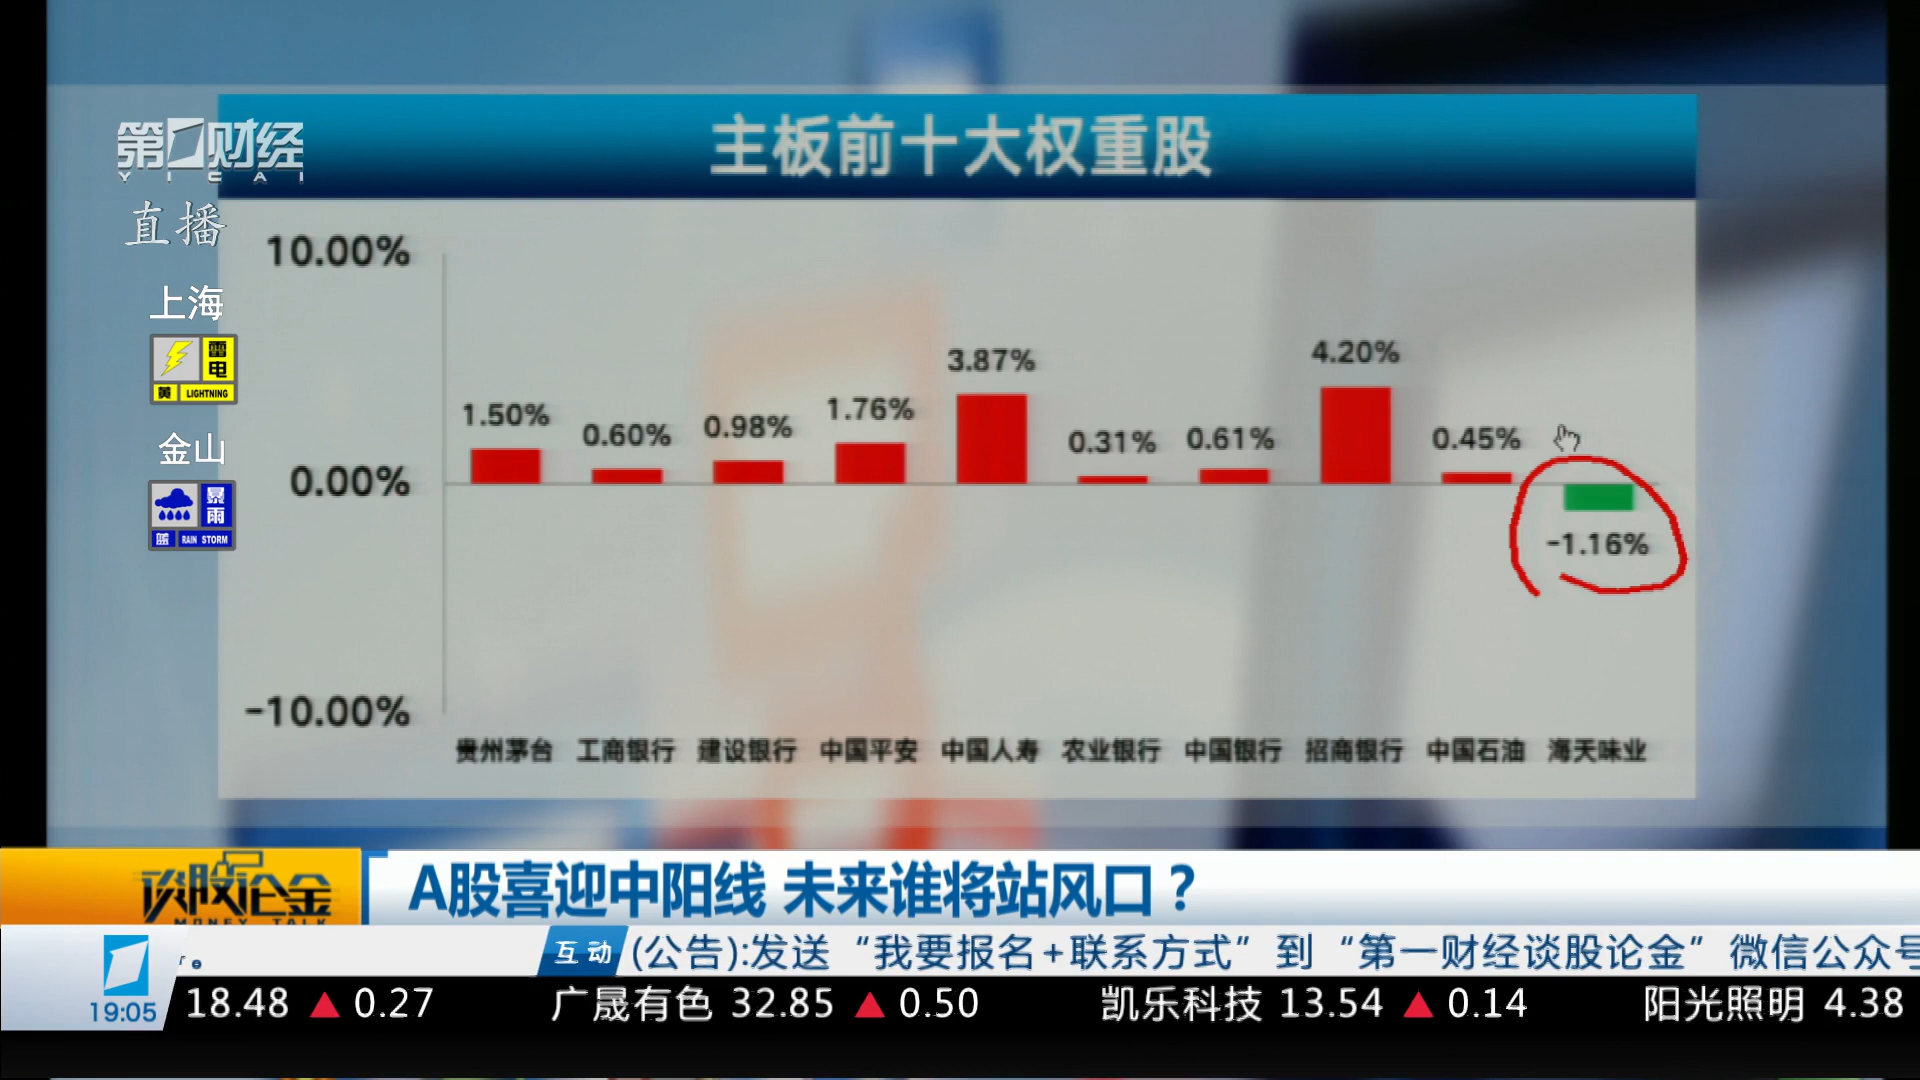 主板前十大权重股
第1财经
YICAI
直播
上海
雷电
黄 LIGHTNING
金山
暴雨
蓝 RAIN STORM
10.00%
0.00%
-10.00%
1.50%
0.60%
0.98%
1.76%
3.87%
0.31%
0.61%
4.20%
0.45%
-1.16%
贵州茅台 工商银行 建设银行 中国平安 中国人寿 农业银行 中国银行 招商银行 中国石油 海天味业
谈股论金
MONEY TALK
A股喜迎中阳线 未来谁将站风口？
互动 (公告):发送“我要报名+联系方式”到“第一财经谈股论金”微信公众号
19:05
18.48 ▲ 0.27 广晟有色 32.85 ▲ 0.50 凯乐科技 13.54 ▲ 0.14 阳光照明 4.38